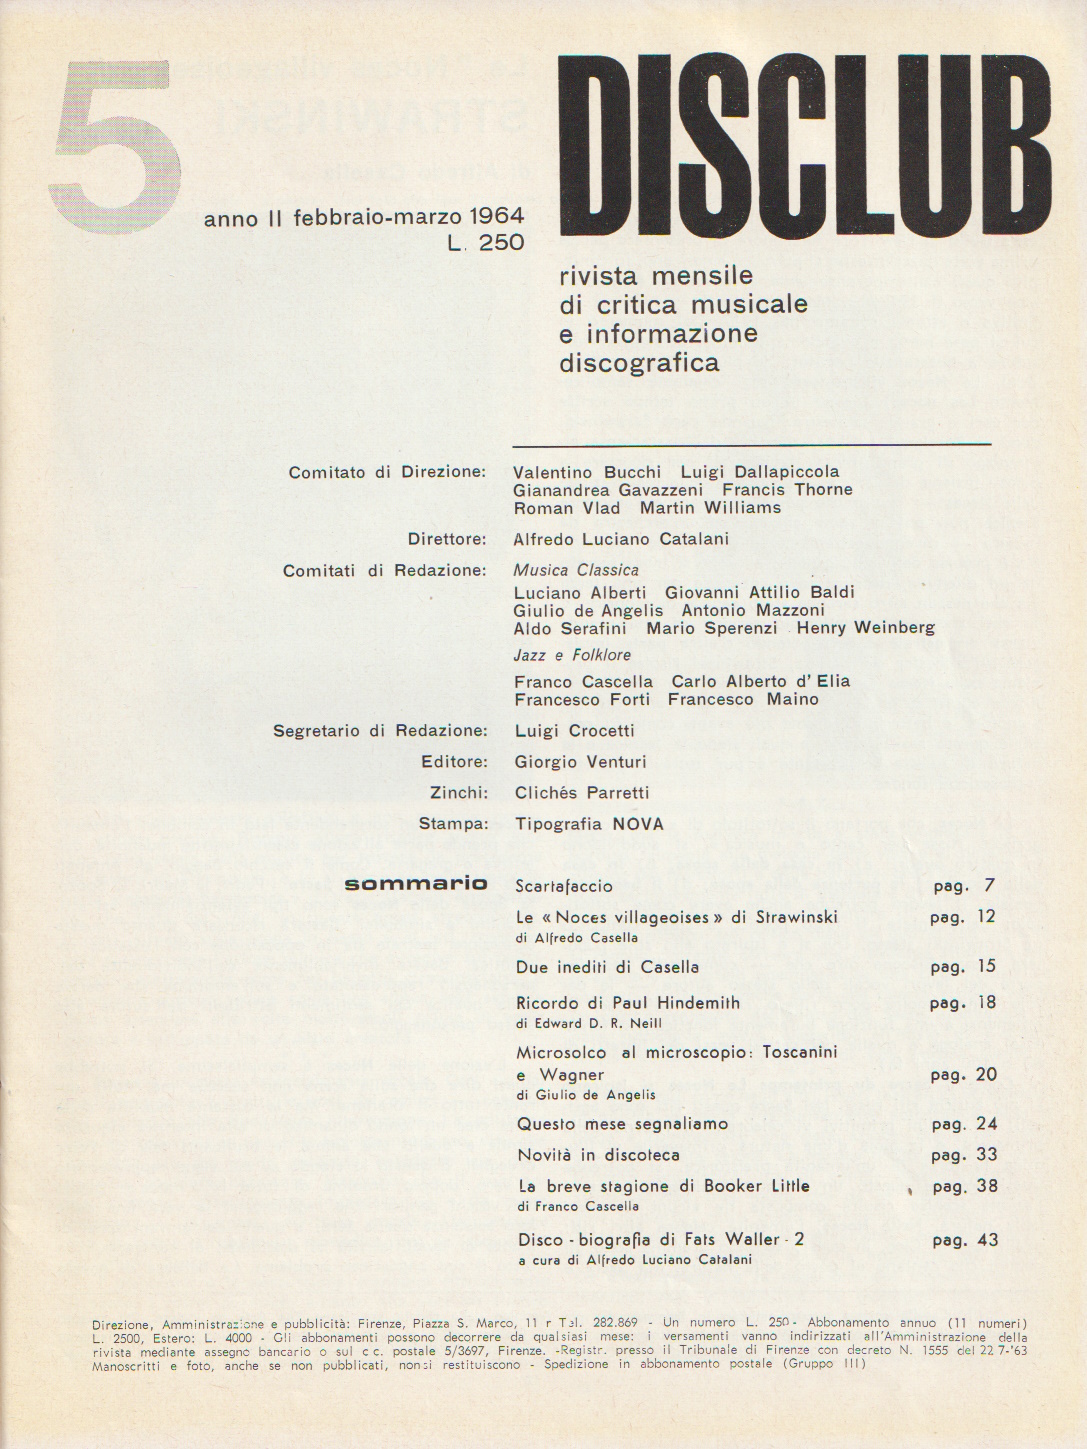 5
DISCLUB
anno II febbraio-marzo 1964
L. 250
rivista mensile
di critica musicale
e informazione
discografica
Comitato di Direzione: Valentino Bucchi Luigi Dallapiccola
Gianandrea Gavazzeni Francis Thorne
Roman Vlad Martin Williams
Direttore: Alfredo Luciano Catalani
Comitati di Redazione: Musica Classica
Luciano Alberti Giovanni Attilio Baldi
Giulio de Angelis Antonio Mazzoni
Aldo Serafini Mario Sperenzi Henry Weinberg
Jazz e Folklore
Franco Cascella Carlo Alberto d'Elia
Francesco Forti Francesco Maino
Segretario di Redazione: Luigi Crocetti
Editore: Giorgio Venturi
Zinchi: Clichés Parretti
Stampa: Tipografia NOVA
sommario Scartafaccio pag. 7
Le «Noces villageoises» di Strawinski pag. 12
di Alfredo Casella
Due inediti di Casella pag. 15
Ricordo di Paul Hindemith pag. 18
di Edward D. R. Neill
Microsolco al microscopio: Toscanini
e Wagner pag. 20
di Giulio de Angelis
Questo mese segnaliamo pag. 24
Novità in discoteca pag. 33
La breve stagione di Booker Little pag. 38
di Franco Cascella
Disco - biografia di Fats Waller - 2 pag. 43
a cura di Alfredo Luciano Catalani
Direzione, Amministrazione e pubblicità: Firenze, Piazza S. Marco, 11 r Tel. 282.869 - Un numero L. 250 - Abbonamento annuo (11 numeri)
L. 2500, Estero: L. 4000 - Gli abbonamenti possono decorrere da qualsiasi mese: i versamenti vanno indirizzati all'Amministrazione della
rivista mediante assegno bancario o sul c c. postale 5/3697, Firenze. -Registr. presso il Tribunale di Firenze con decreto N. 1555 del 22 7-'63
Manoscritti e foto, anche se non pubblicati, non si restituiscono - Spedizione in abbonamento postale (Gruppo III)